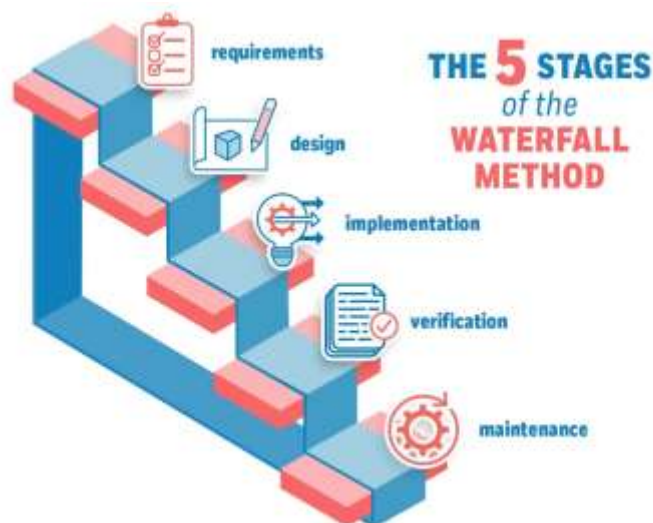 THE 5 STAGES
of the
WATERFALL
METHOD
requirements
design
implementation
verification
maintenance